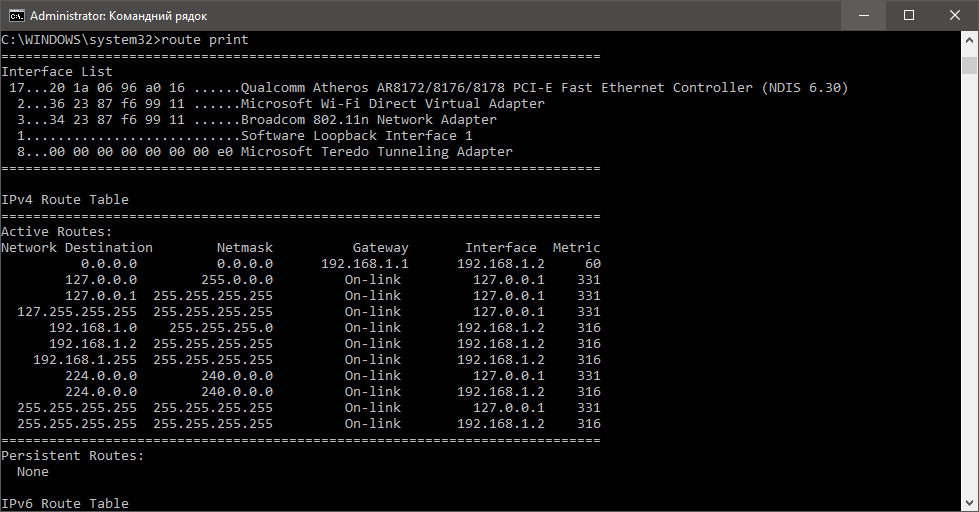 Administrator: Командний рядок
C:\WINDOWS\system32>route print
===========================================================================
Interface List
 17...20 1a 06 96 a0 16 ......Qualcomm Atheros AR8172/8176/8178 PCI-E Fast Ethernet Controller (NDIS 6.30)
  2...36 23 87 f6 99 11 ......Microsoft Wi-Fi Direct Virtual Adapter
  3...34 23 87 f6 99 11 ......Broadcom 802.11n Network Adapter
  1...........................Software Loopback Interface 1
  8...00 00 00 00 00 00 00 e0 Microsoft Teredo Tunneling Adapter
===========================================================================

IPv4 Route Table
===========================================================================
Active Routes:
Network Destination        Netmask          Gateway       Interface  Metric
          0.0.0.0          0.0.0.0      192.168.1.1      192.168.1.2     60
        127.0.0.0        255.0.0.0         On-link         127.0.0.1    331
        127.0.0.1  255.255.255.255         On-link         127.0.0.1    331
  127.255.255.255  255.255.255.255         On-link         127.0.0.1    331
      192.168.1.0    255.255.255.0         On-link       192.168.1.2    316
      192.168.1.2  255.255.255.255         On-link       192.168.1.2    316
    192.168.1.255  255.255.255.255         On-link       192.168.1.2    316
        224.0.0.0        240.0.0.0         On-link         127.0.0.1    331
        224.0.0.0        240.0.0.0         On-link       192.168.1.2    316
  255.255.255.255  255.255.255.255         On-link         127.0.0.1    331
  255.255.255.255  255.255.255.255         On-link       192.168.1.2    316
===========================================================================
Persistent Routes:
  None

IPv6 Route Table